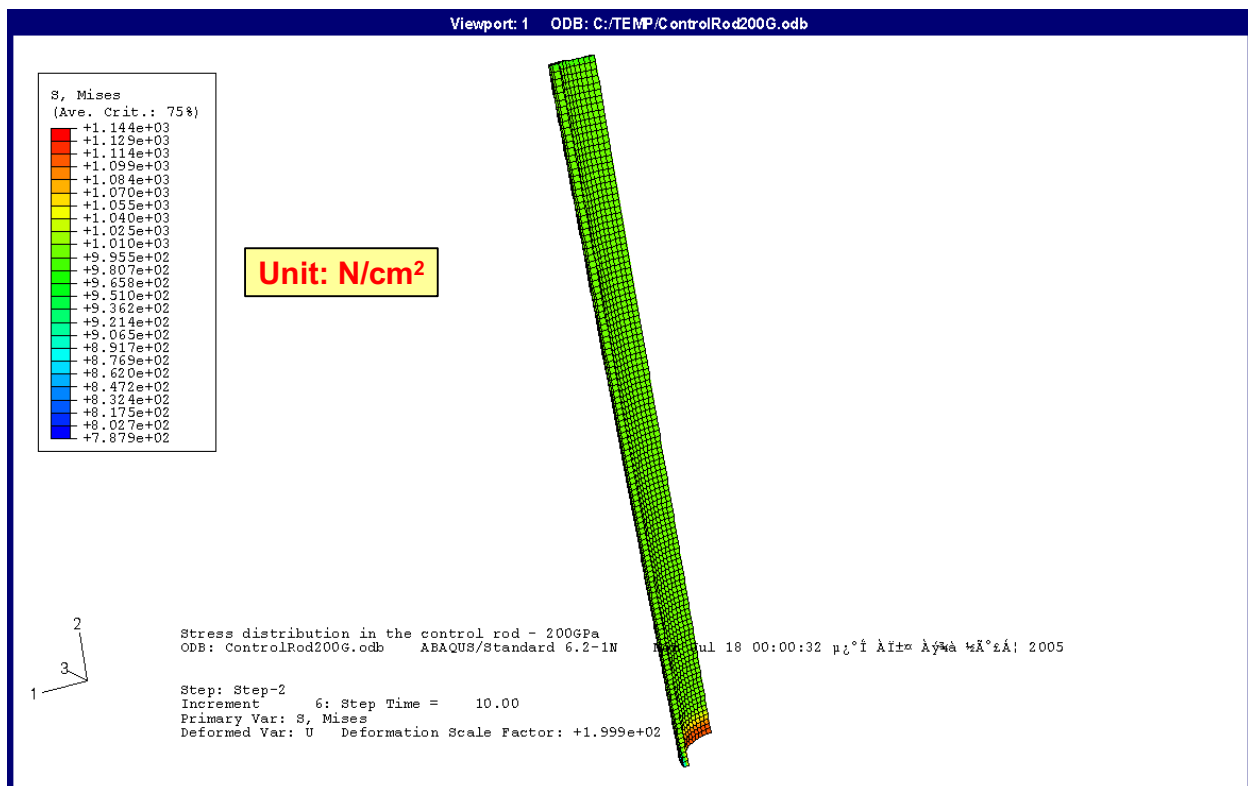 Viewport: 1 ODB: C:/TEMP/ControlRod200G.odb
S, Mises
(Ave. Crit.: 75%)
+1.144e+03
+1.129e+03
+1.114e+03
+1.099e+03
+1.084e+03
+1.070e+03
+1.055e+03
+1.040e+03
+1.025e+03
+1.010e+03
+9.955e+02
+9.807e+02
+9.658e+02
+9.510e+02
+9.362e+02
+9.214e+02
+9.065e+02
+8.917e+02
+8.769e+02
+8.620e+02
+8.472e+02
+8.324e+02
+8.175e+02
+8.027e+02
+7.879e+02
Unit: N/cm²
2
3
1
Stress distribution in the control rod - 200GPa
ODB: ControlRod200G.odb ABAQUS/Standard 6.2-1N Jul 18 00:00:32 2005
Step: Step-2
Increment 6: Step Time = 10.00
Primary Var: S, Mises
Deformed Var: U Deformation Scale Factor: +1.999e+02